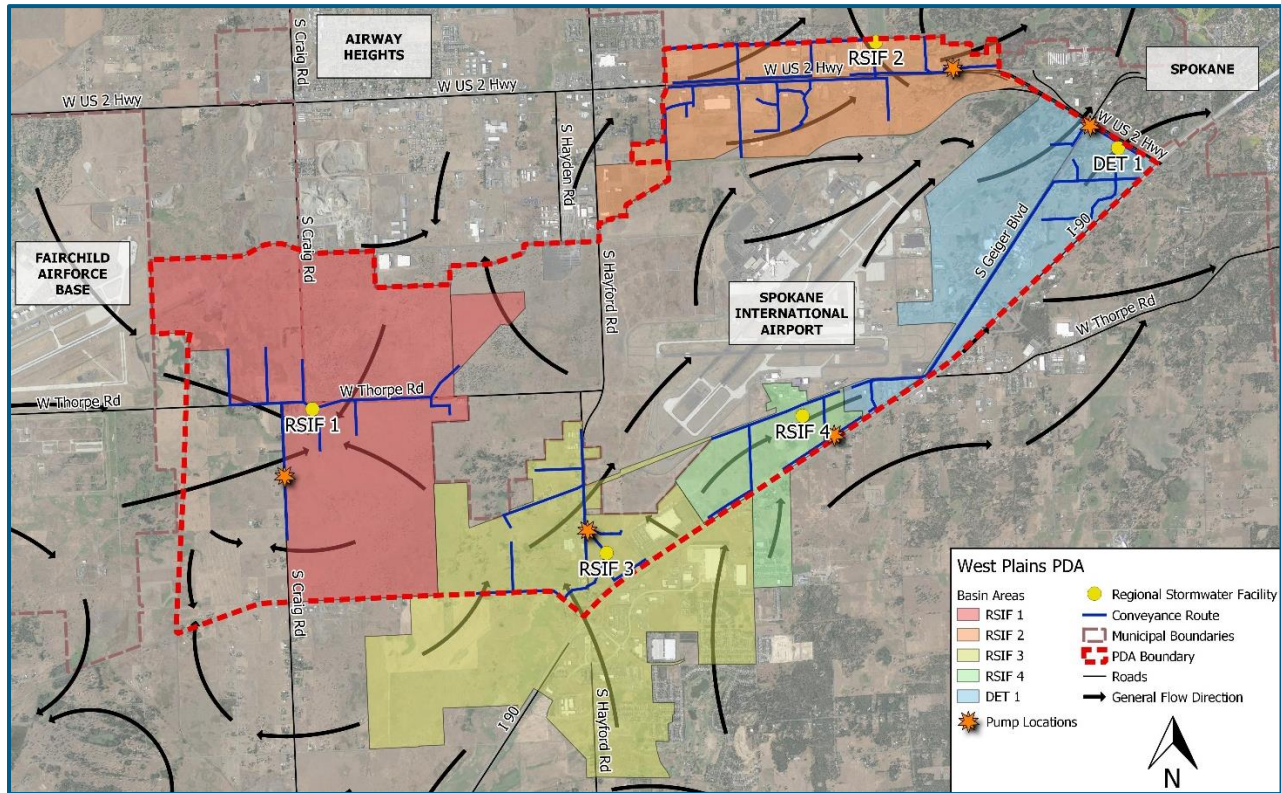 S Craig Rd
AIRWAY
HEIGHTS
RSIF 2
W US 2 Hwy
SPOKANE
W US 2 Hwy
W US 2 Hwy
DET 1
S Hayden Rd
S Craig Rd
S Geiger Blvd
I-90
FAIRCHILD
AIRFORCE
BASE
S Hayford Rd
SPOKANE
INTERNATIONAL
AIRPORT
W Thorpe Rd
W Thorpe Rd
W Thorpe Rd
RSIF 1
RSIF 4
RSIF 3
S Craig Rd
I-90
S Hayford Rd
West Plains PDA
Basin Areas
RSIF 1
RSIF 2
RSIF 3
RSIF 4
DET 1
Pump Locations
Regional Stormwater Facility
Conveyance Route
Municipal Boundaries
PDA Boundary
Roads
General Flow Direction
N